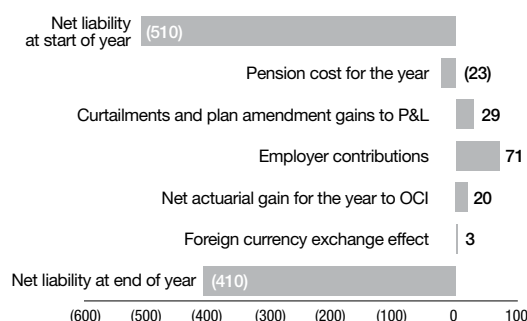 Net liability
at start of year
(510)
Pension cost for the year (23)
Curtailments and plan amendment gains to P&L 29
Employer contributions 71
Net actuarial gain for the year to OCI 20
Foreign currency exchange effect 3
Net liability at end of year (410)
(600) (500) (400) (300) (200) (100) 0 100